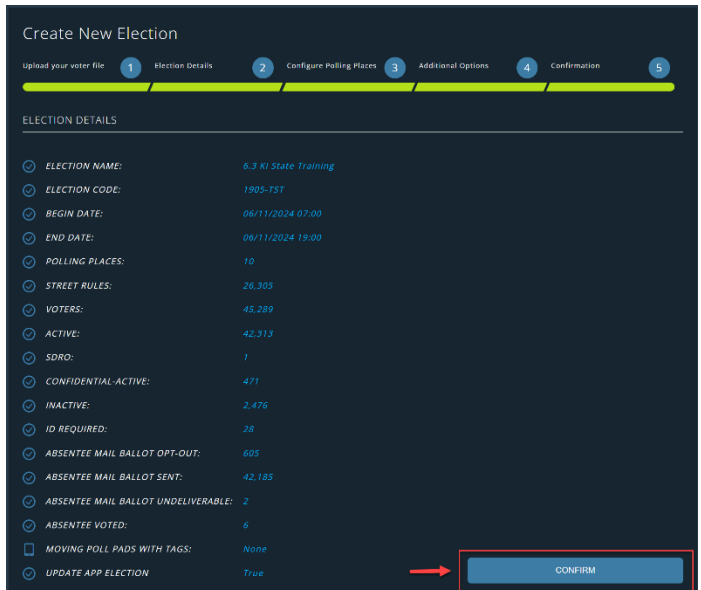 Create New Election
Upload your voter file 1 Election Details 2 Configure Polling Places 3 Additional Options 4 Confirmation 5
ELECTION DETAILS
ELECTION NAME: 6.3 KI State Training
ELECTION CODE: 1905-TST
BEGIN DATE: 06/11/2024 07:00
END DATE: 06/11/2024 19:00
POLLING PLACES: 10
STREET RULES: 26,305
VOTERS: 45,289
ACTIVE: 42,313
SDRO: 1
CONFIDENTIAL-ACTIVE: 471
INACTIVE: 2,476
ID REQUIRED: 28
ABSENTEE MAIL BALLOT OPT-OUT: 605
ABSENTEE MAIL BALLOT SENT: 42,185
ABSENTEE MAIL BALLOT UNDELIVERABLE: 2
ABSENTEE VOTED: 6
MOVING POLL PADS WITH TAGS: None
UPDATE APP ELECTION True
CONFIRM